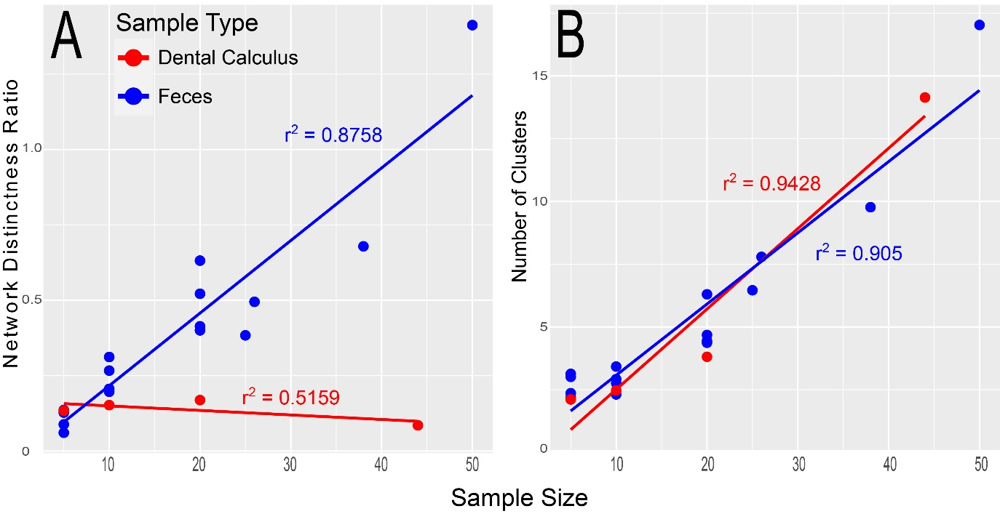 A
Sample Type
Dental Calculus
Feces
Network Distinctness Ratio
1.0
0.5
0
r² = 0.8758
r² = 0.5159
10 20 30 40 50
B
Number of Clusters
15
10
5
0
r² = 0.9428
r² = 0.905
10 20 30 40 50
Sample Size